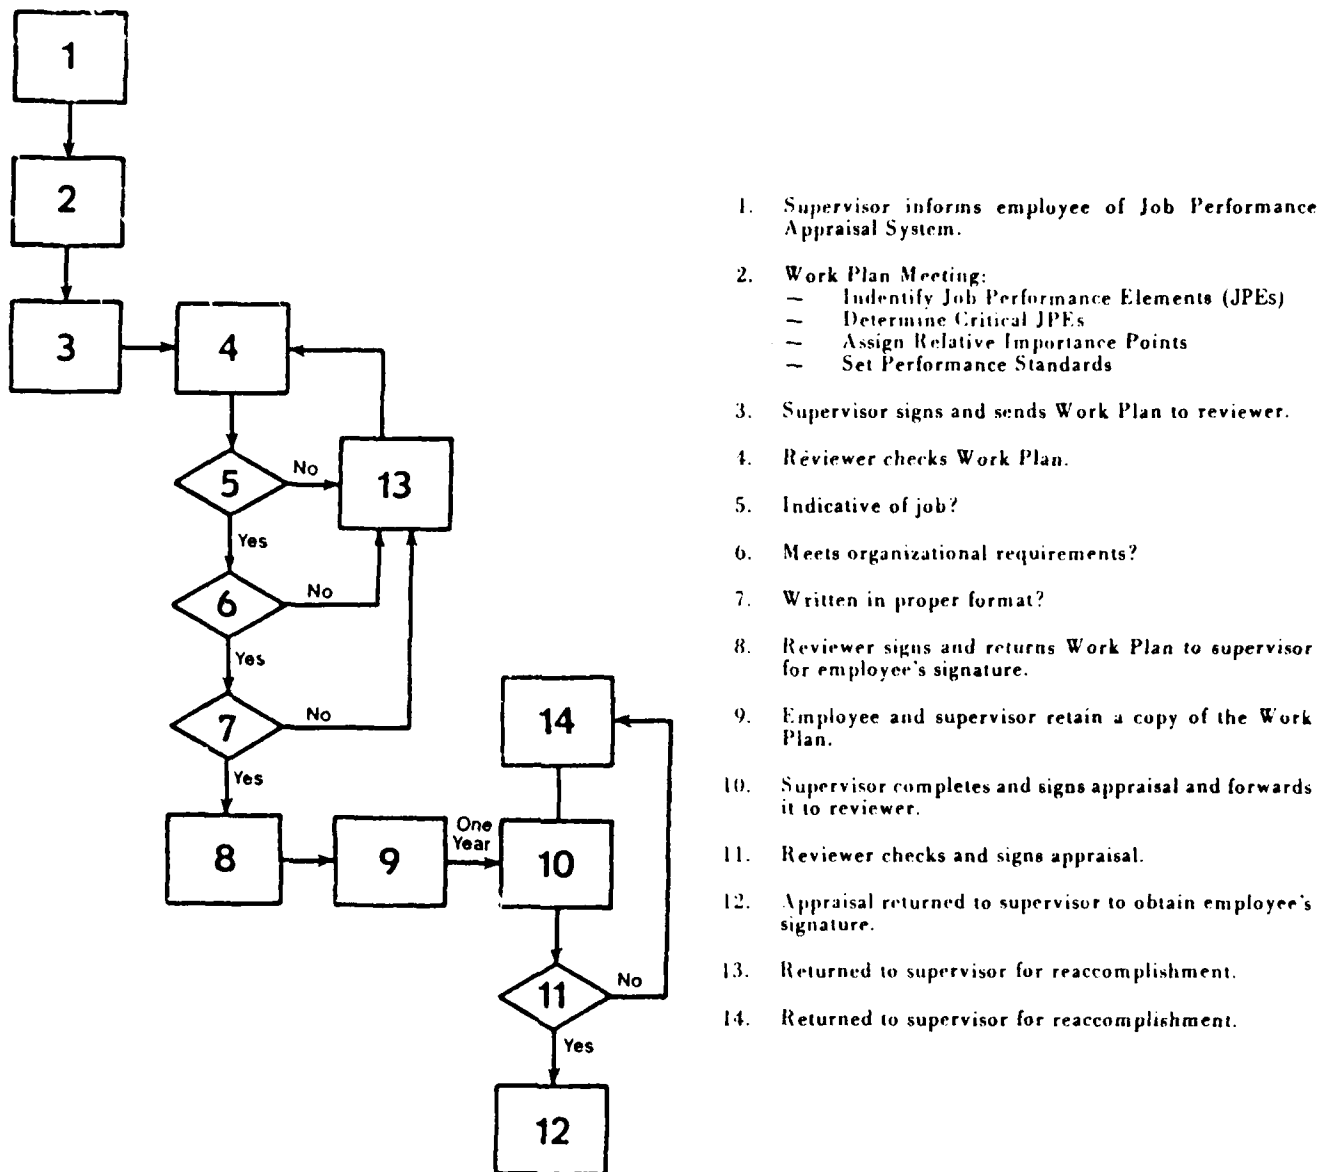 1
2
3
4
5
No
13
Yes
6
No
Yes
7
No
Yes
14
8
9
One
Year
10
11
No
Yes
12
1. Supervisor informs employee of Job Performance
Appraisal System.
2. Work Plan Meeting:
— Indentify Job Performance Elements (JPEs)
— Determine Critical JPEs
— Assign Relative Importance Points
— Set Performance Standards
3. Supervisor signs and sends Work Plan to reviewer.
4. Reviewer checks Work Plan.
5. Indicative of job?
6. Meets organizational requirements?
7. Written in proper format?
8. Reviewer signs and returns Work Plan to supervisor
for employee's signature.
9. Employee and supervisor retain a copy of the Work
Plan.
10. Supervisor completes and signs appraisal and forwards
it to reviewer.
11. Reviewer checks and signs appraisal.
12. Appraisal returned to supervisor to obtain employee's
signature.
13. Returned to supervisor for reaccomplishment.
14. Returned to supervisor for reaccomplishment.